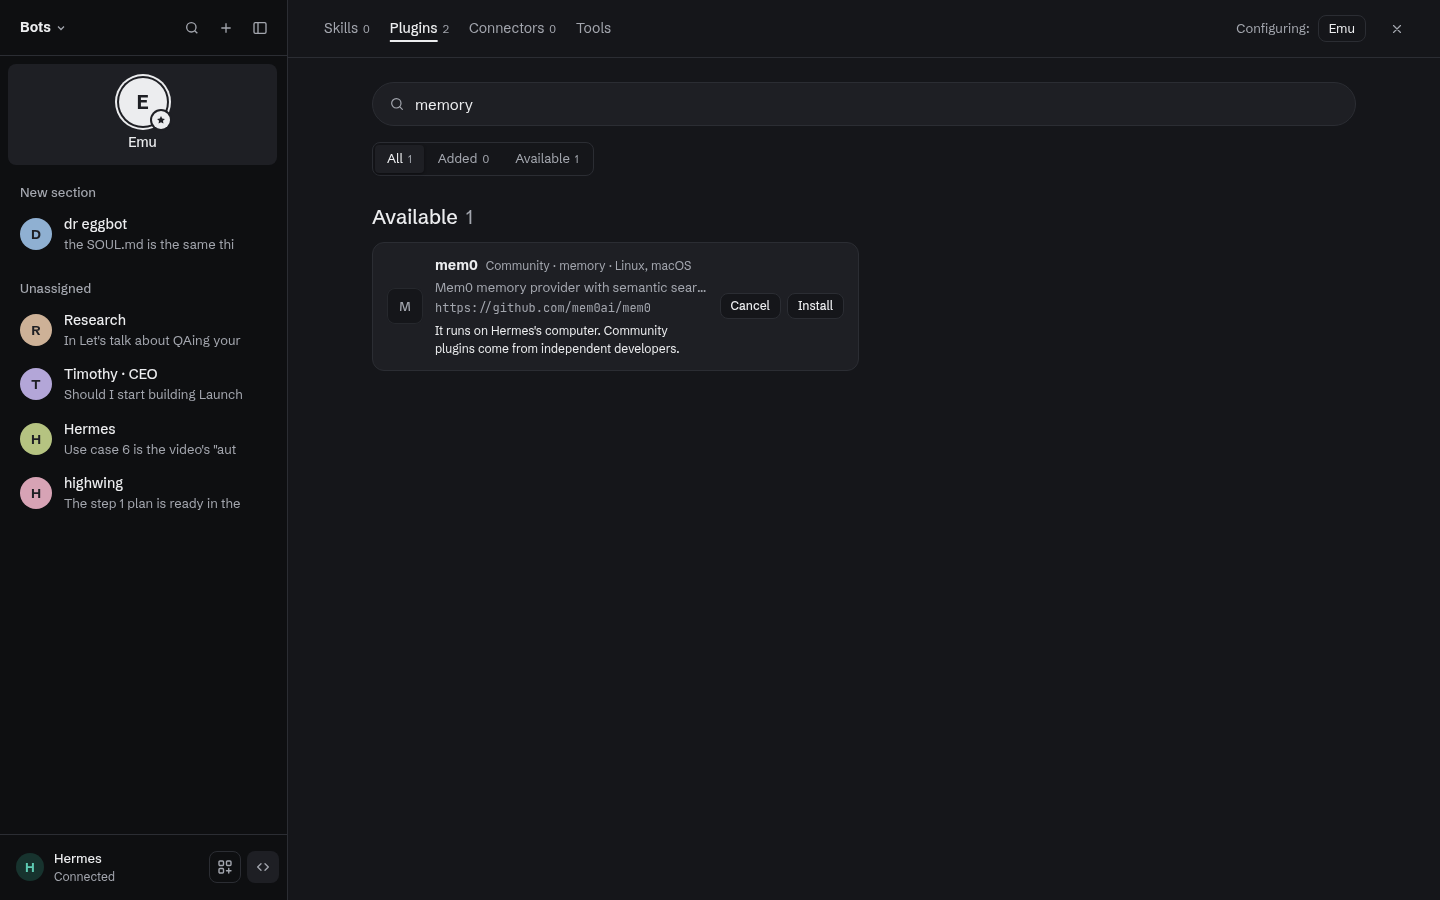 Bots
E
Emu
New section
D
dr eggbot
the SOUL.md is the same thi
Unassigned
R
Research
In Let's talk about QAing your
T
Timothy · CEO
Should I start building Launch
H
Hermes
Use case 6 is the video's "aut
H
highwing
The step 1 plan is ready in the
H
Hermes
Connected
Skills 0
Plugins 2
Connectors 0
Tools
Configuring: Emu
memory
All 1
Added 0
Available 1
Available 1
M
mem0 Community · memory · Linux, macOS
Mem0 memory provider with semantic sear...
https://github.com/mem0ai/mem0
It runs on Hermes's computer. Community
plugins come from independent developers.
Cancel
Install